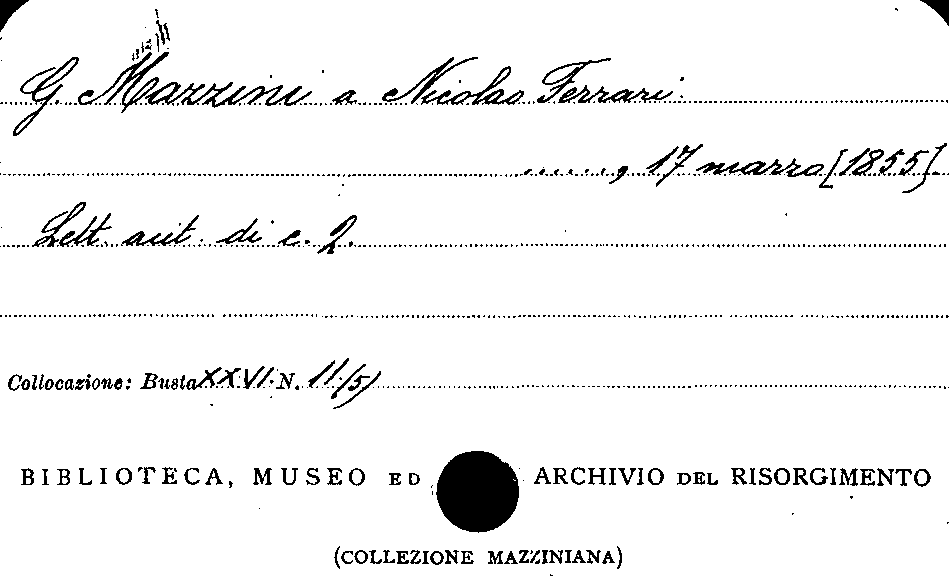 G. Mazzini a Nicolao Ferrari.
......, 17 marzo [1855]
Lett. aut. di c. 2.
Collocazione: Busta XXVI. N. 11/(5)
BIBLIOTECA, MUSEO ED ARCHIVIO DEL RISORGIMENTO
(COLLEZIONE MAZZINIANA)